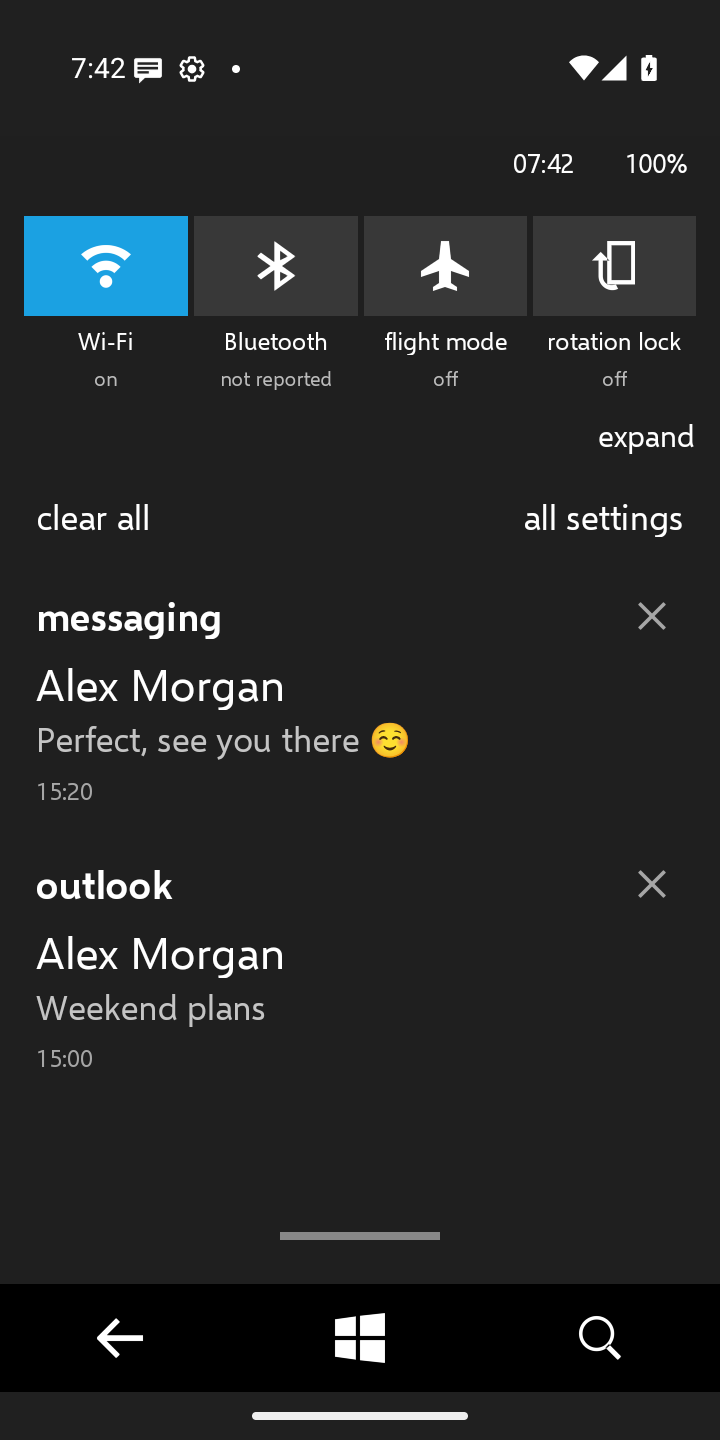 7:42
07:42 100%
Wi-Fi Bluetooth flight mode rotation lock
on not reported off off
expand
clear all all settings
messaging
Alex Morgan
Perfect, see you there ☺️
15:20
outlook
Alex Morgan
Weekend plans
15:00